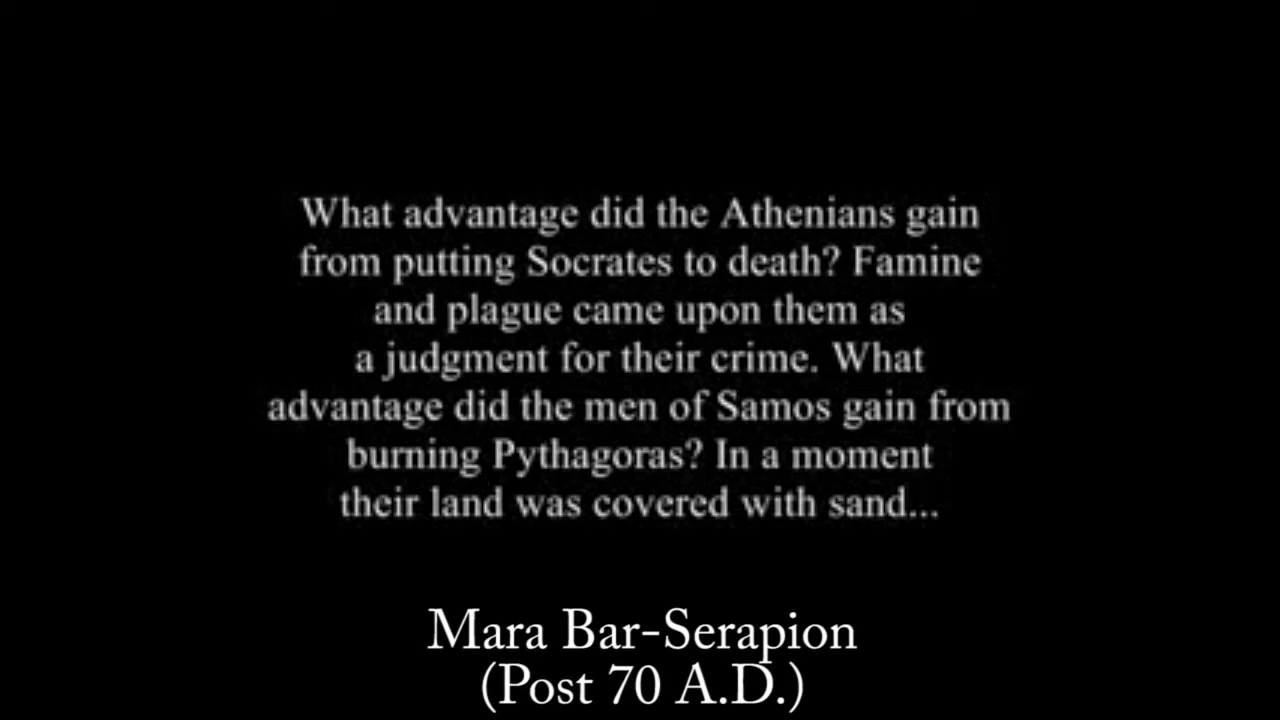 What advantage did the Athenians gain
from putting Socrates to death? Famine
and plague came upon them as
a judgment for their crime. What
advantage did the men of Samos gain from
burning Pythagoras? In a moment
their land was covered with sand...
Mara Bar-Serapion
(Post 70 A.D.)